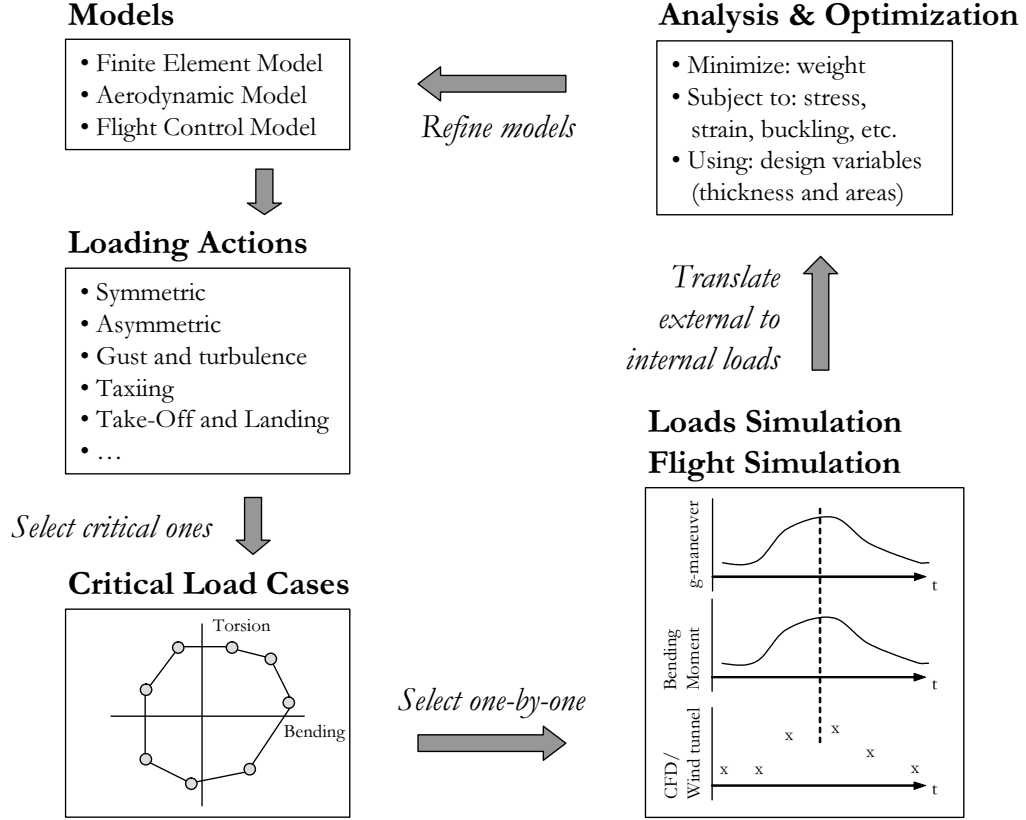 Models
• Finite Element Model
• Aerodynamic Model
• Flight Control Model
Loading Actions
• Symmetric
• Asymmetric
• Gust and turbulence
• Taxiing
• Take-Off and Landing
• …
Select critical ones
Critical Load Cases
Torsion
Bending
Select one-by-one
Loads Simulation
Flight Simulation
g-maneuver
t
Bending
Moment
t
CFD/
Wind tunnel
x x x x x x
t
Translate
external to
internal loads
Analysis & Optimization
• Minimize: weight
• Subject to: stress,
strain, buckling, etc.
• Using: design variables
(thickness and areas)
Refine models